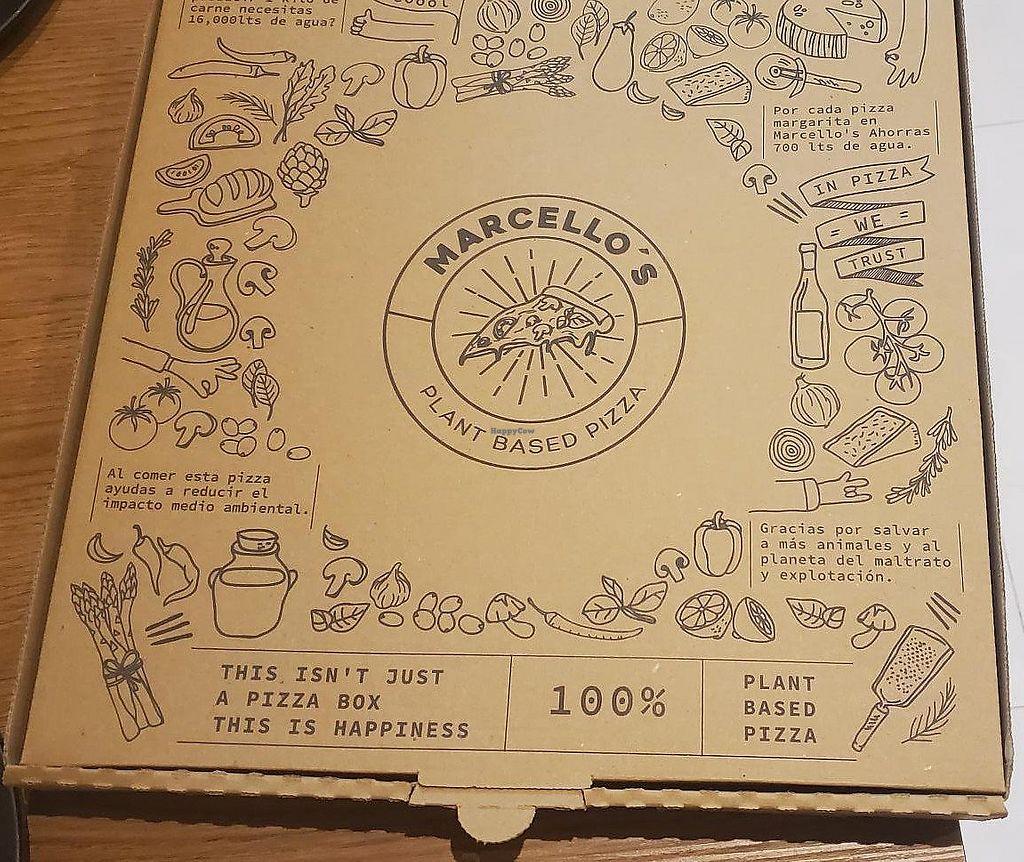 carne necesitas
16,000lts de agua?
Por cada pizza
margarita en
Marcello's Ahorras
700 lts de agua.
IN PIZZA
= WE =
TRUST
MARCELLO´S
PLANT BASED PIZZA
HappyCow
Al comer esta pizza
ayudas a reducir el
impacto medio ambiental.
Gracias por salvar
a más animales y al
planeta del maltrato
y explotación.
THIS ISN'T JUST
A PIZZA BOX
THIS IS HAPPINESS
100%
PLANT
BASED
PIZZA